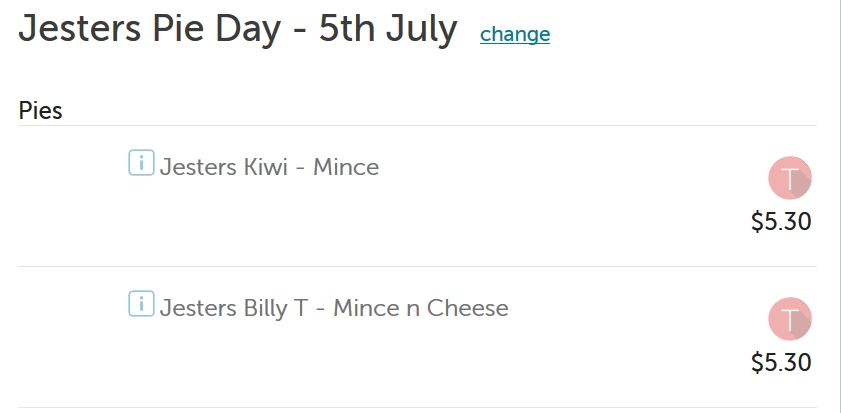 Jesters Pie Day - 5th July change
Pies
i Jesters Kiwi - Mince
T
$5.30
i Jesters Billy T - Mince n Cheese
T
$5.30